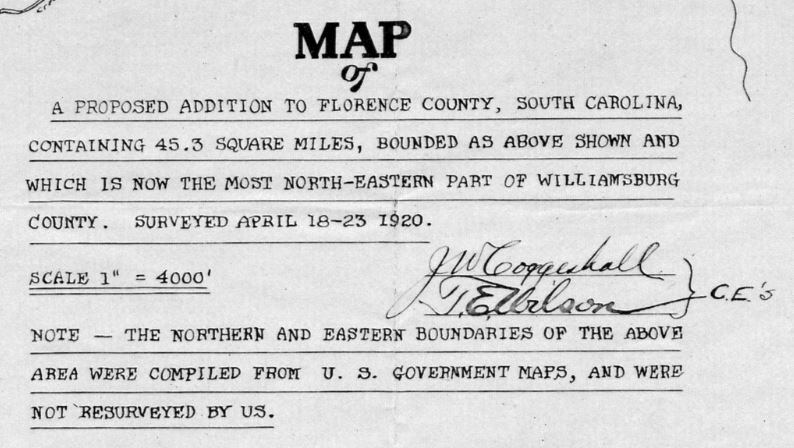 MAP
of
A PROPOSED ADDITION TO FLORENCE COUNTY, SOUTH CAROLINA,
CONTAINING 45.3 SQUARE MILES, BOUNDED AS ABOVE SHOWN AND
WHICH IS NOW THE MOST NORTH-EASTERN PART OF WILLIAMSBURG
COUNTY. SURVEYED APRIL 18-23 1920.
J W Coggeshall
SCALE 1" = 4000'
T. E. Wilson
C.E.'S
NOTE — THE NORTHERN AND EASTERN BOUNDARIES OF THE ABOVE
AREA WERE COMPILED FROM U. S. GOVERNMENT MAPS, AND WERE
NOT RESURVEYED BY US.